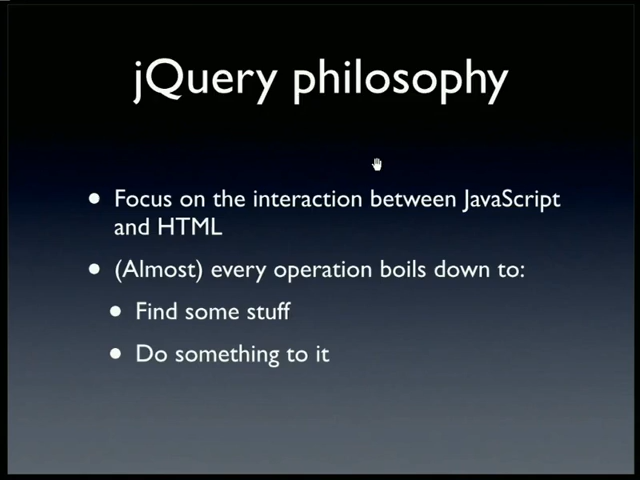 jQuery philosophy
• Focus on the interaction between JavaScript
and HTML
• (Almost) every operation boils down to:
• Find some stuff
• Do something to it